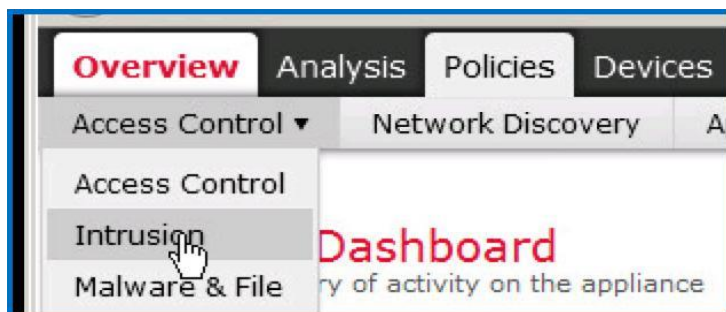 Overview Analysis Policies Devices
Access Control ▾ Network Discovery A
Access Control
Intrusion
Dashboard
Malware & File ry of activity on the appliance